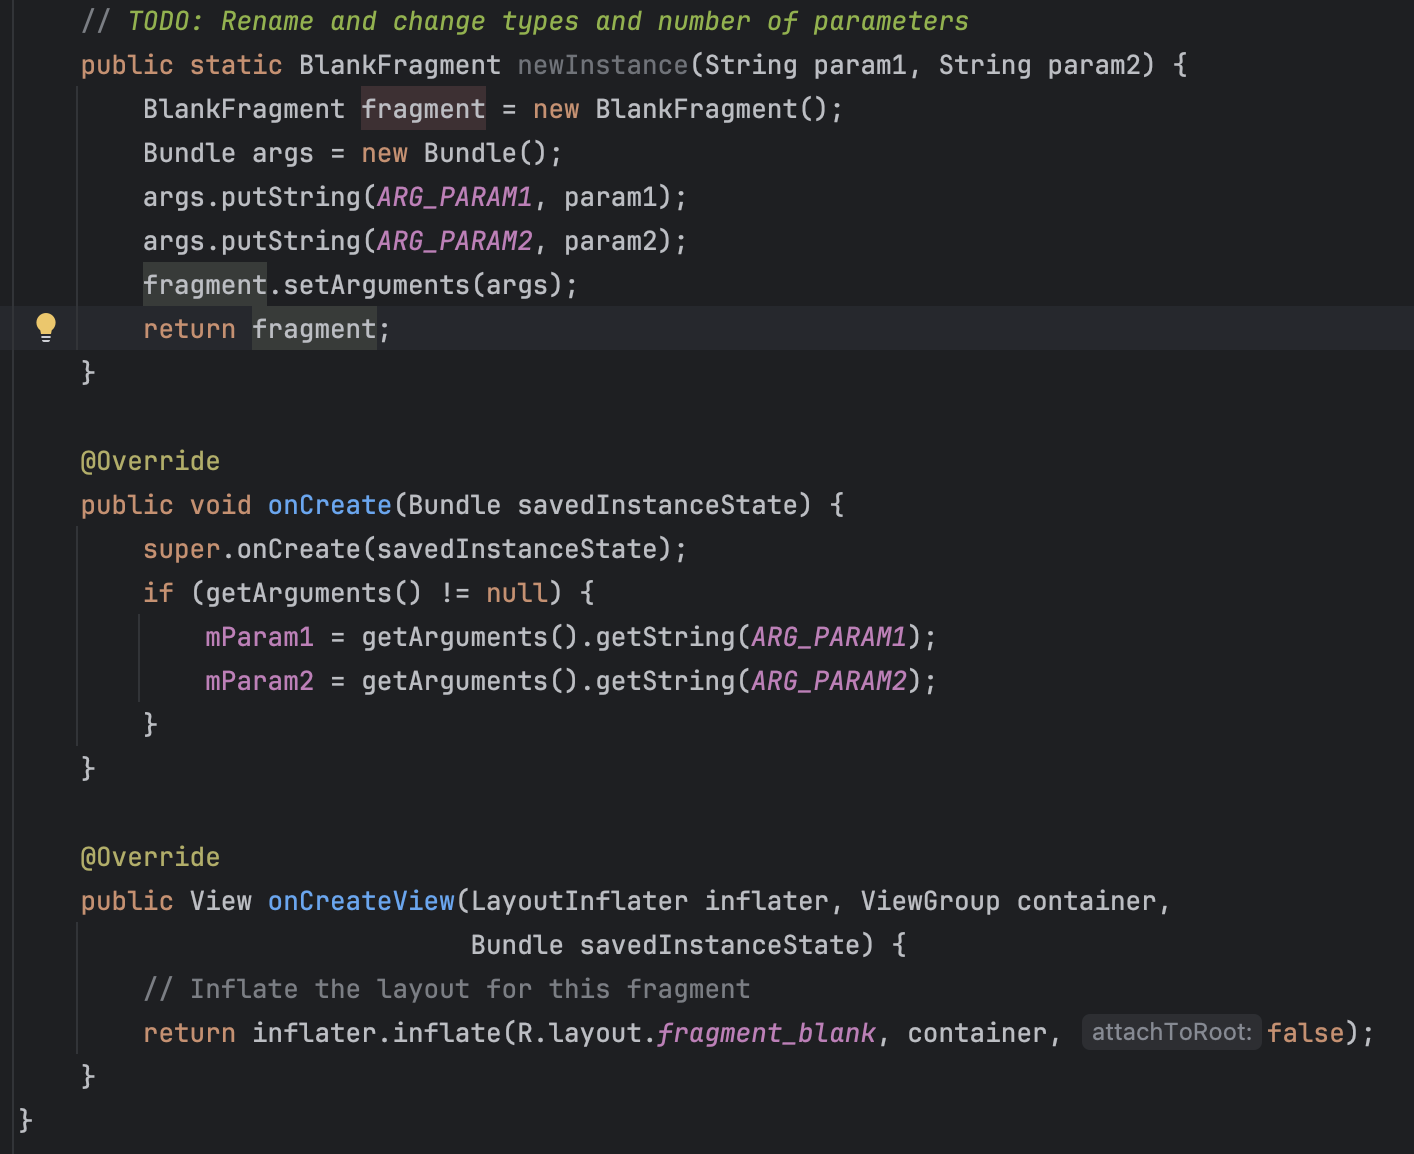 // TODO: Rename and change types and number of parameters
public static BlankFragment newInstance(String param1, String param2) {
BlankFragment fragment = new BlankFragment();
Bundle args = new Bundle();
args.putString(ARG_PARAM1, param1);
args.putString(ARG_PARAM2, param2);
fragment.setArguments(args);
return fragment;
}
@Override
public void onCreate(Bundle savedInstanceState) {
super.onCreate(savedInstanceState);
if (getArguments() != null) {
mParam1 = getArguments().getString(ARG_PARAM1);
mParam2 = getArguments().getString(ARG_PARAM2);
}
}
@Override
public View onCreateView(LayoutInflater inflater, ViewGroup container,
Bundle savedInstanceState) {
// Inflate the layout for this fragment
return inflater.inflate(R.layout.fragment_blank, container, attachToRoot: false);
}
}